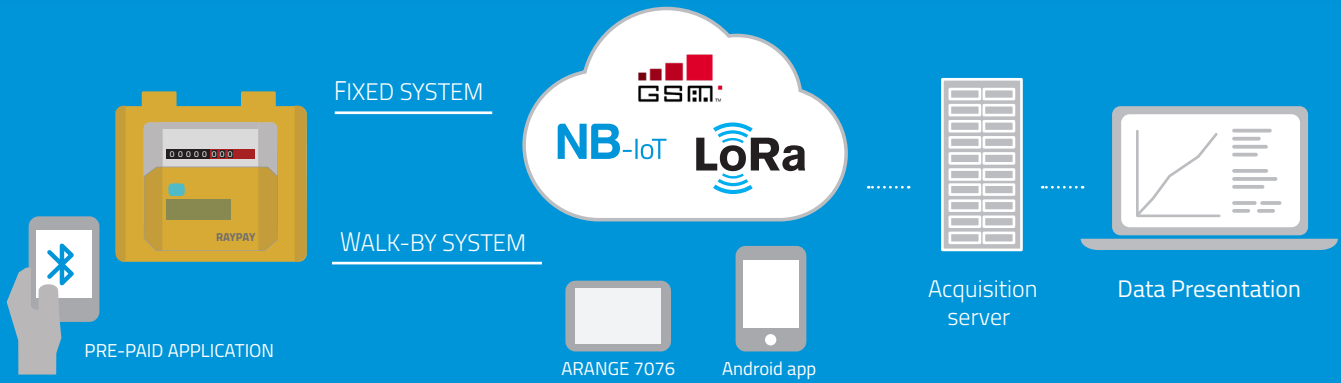 FIXED SYSTEM
GSM™
NB-IoT
LoRa
00000000
RAYPAY
WALK-BY SYSTEM
PRE-PAID APPLICATION
ARANGE 7076
Android app
Acquisition
server
Data Presentation